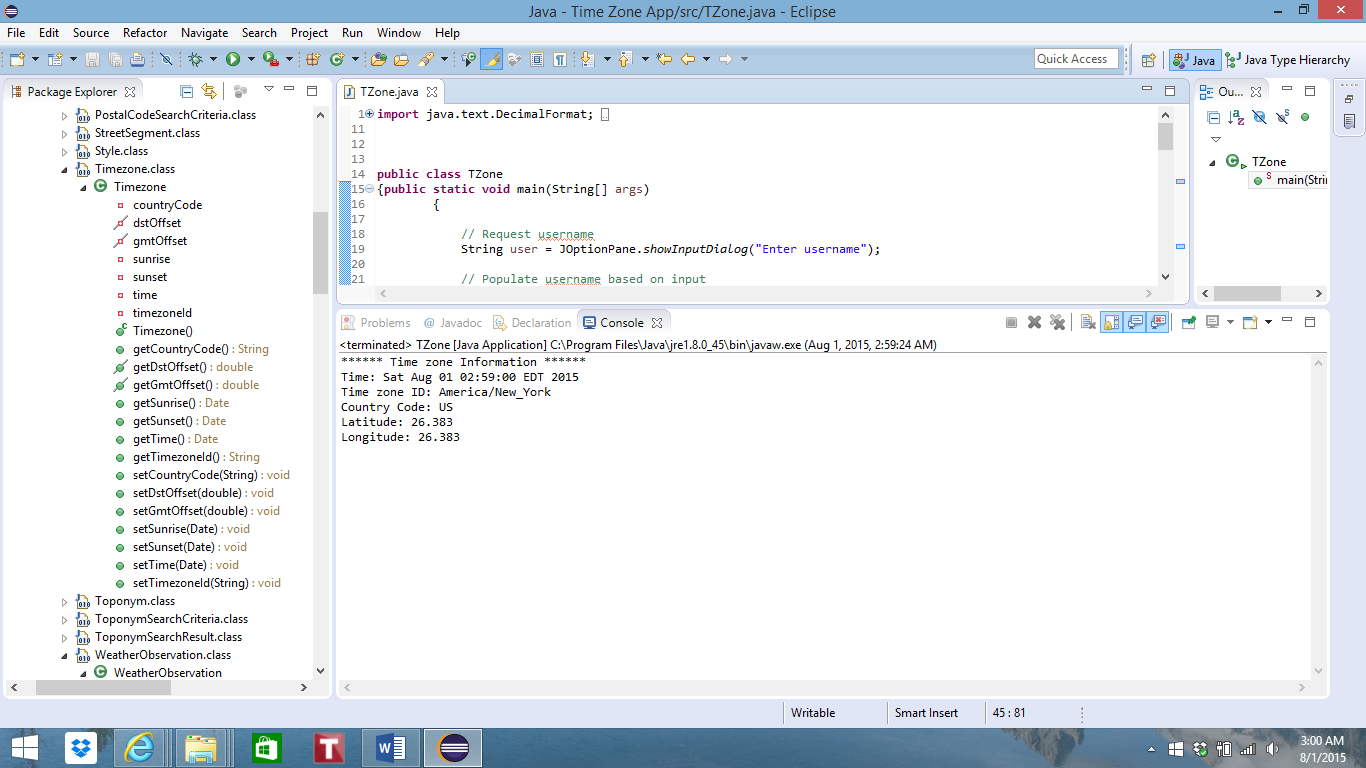 Java - Time Zone App/src/TZone.java - Eclipse
File Edit Source Refactor Navigate Search Project Run Window Help
Quick Access
Java
Java Type Hierarchy
Package Explorer
PostalCodeSearchCriteria.class
StreetSegment.class
Style.class
Timezone.class
Timezone
countryCode
dstOffset
gmtOffset
sunrise
sunset
time
timezoneId
Timezone()
getCountryCode() : String
getDstOffset() : double
getGmtOffset() : double
getSunrise() : Date
getSunset() : Date
getTime() : Date
getTimezoneId() : String
setCountryCode(String) : void
setDstOffset(double) : void
setGmtOffset(double) : void
setSunrise(Date) : void
setSunset(Date) : void
setTime(Date) : void
setTimezoneId(String) : void
Toponym.class
ToponymSearchCriteria.class
ToponymSearchResult.class
WeatherObservation.class
WeatherObservation
TZone.java
1 import java.text.DecimalFormat;
11
12
13
14 public class TZone
15 {public static void main(String[] args)
16 {
17
18 // Request username
19 String user = JOptionPane.showInputDialog("Enter username");
20
21 // Populate username based on input
Ou...
TZone
main(Stri
Problems @ Javadoc Declaration Console
<terminated> TZone [Java Application] C:\Program Files\Java\jre1.8.0_45\bin\javaw.exe (Aug 1, 2015, 2:59:24 AM)
****** Time zone Information ******
Time: Sat Aug 01 02:59:00 EDT 2015
Time zone ID: America/New_York
Country Code: US
Latitude: 26.383
Longitude: 26.383
Writable
Smart Insert
45 : 81
3:00 AM
8/1/2015